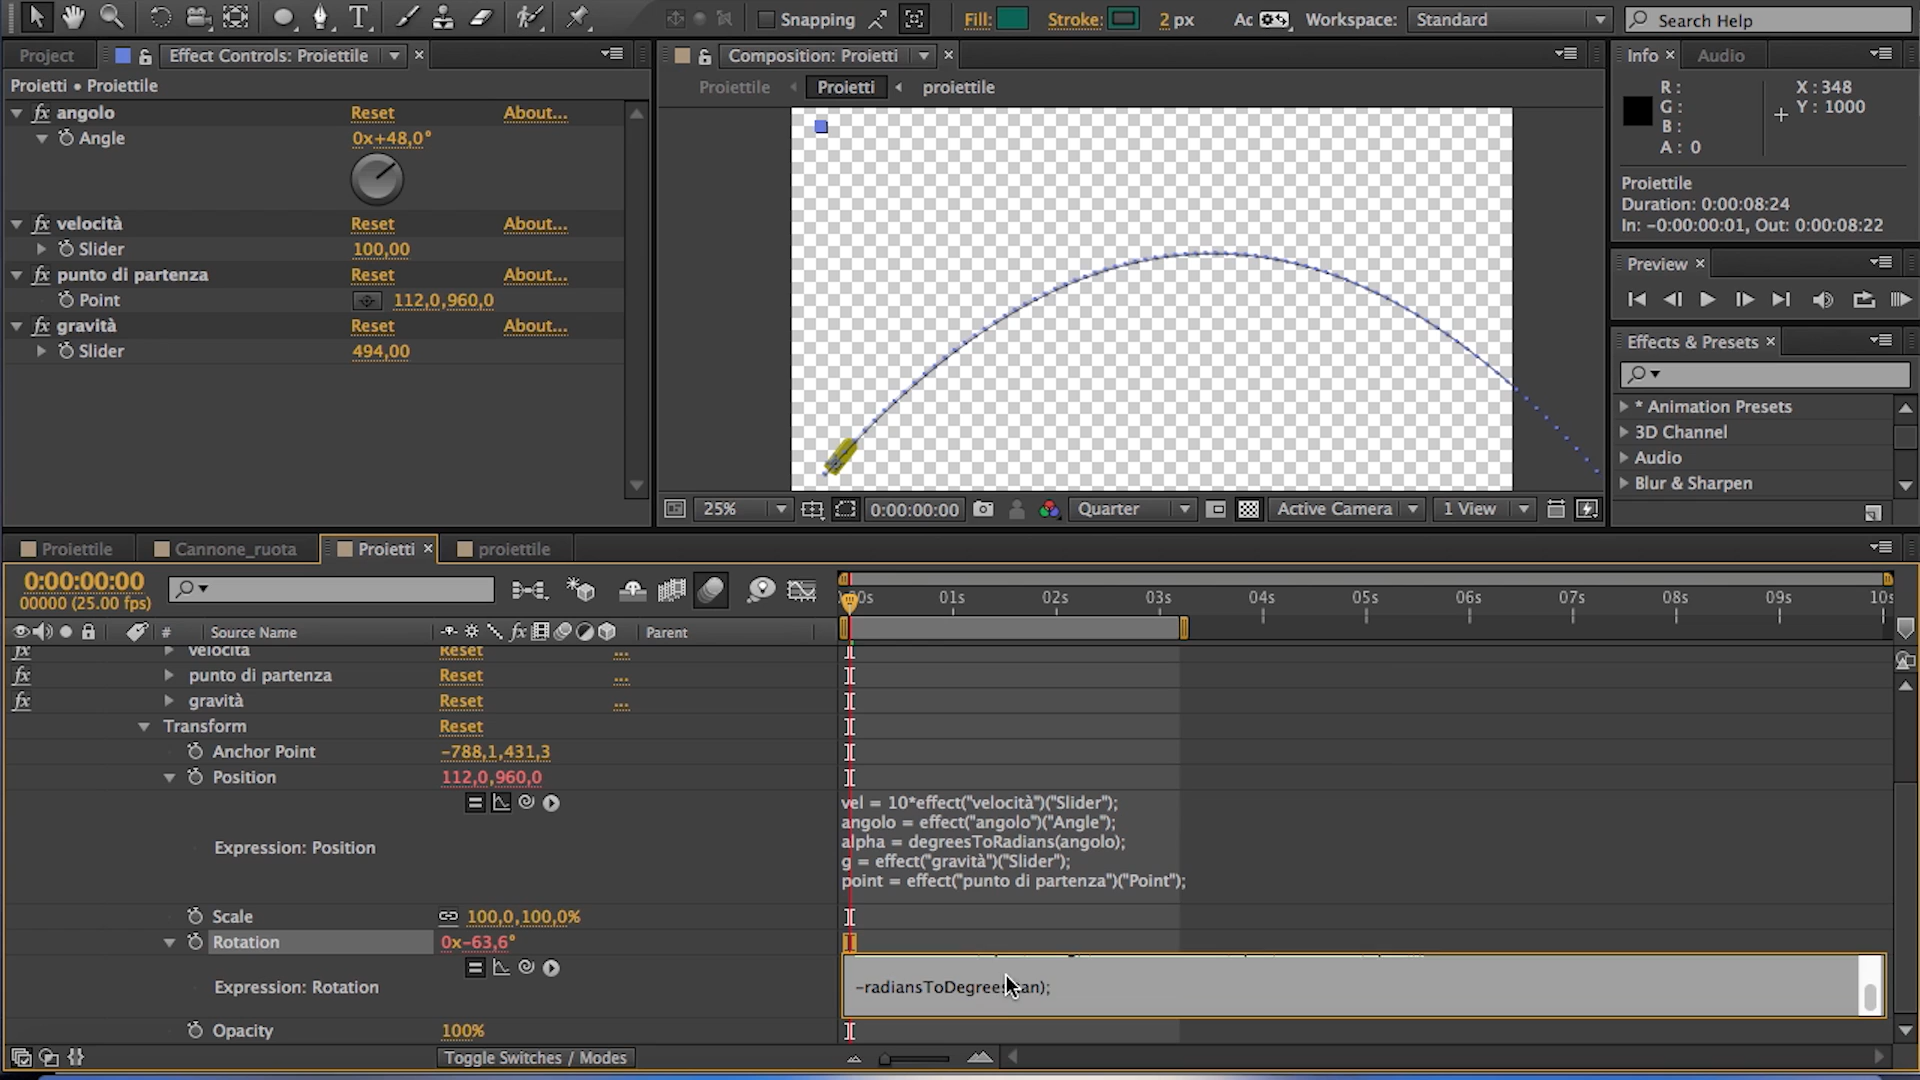 Snapping
Fill:
Stroke:
2 px
Ac
Workspace:
Standard
Search Help
Project
Effect Controls: Proiettile
Composition: Proietti
Info
Audio
Proietti • Proiettile
Proiettile
Proietti
proiettile
angolo
Reset
About...
Angle
0x+48,0°
velocità
Reset
About...
Slider
100,00
punto di partenza
Reset
About...
Point
112,0,960,0
gravità
Reset
About...
Slider
494,00
R :
G :
B :
A : 0
X : 348
Y : 1000
Proiettile
Duration: 0:00:08:24
In: -0:00:00:01, Out: 0:00:08:22
Preview
Effects & Presets
* Animation Presets
3D Channel
Audio
Blur & Sharpen
25%
0:00:00:00
Quarter
Active Camera
1 View
Proiettile
Cannone_ruota
Proietti
proiettile
0:00:00:00
00000 (25.00 fps)
00s
01s
02s
03s
04s
05s
06s
07s
08s
09s
10s
#
Source Name
Parent
fx
velocità
Reset
...
fx
punto di partenza
Reset
...
fx
gravità
Reset
...
Transform
Reset
Anchor Point
-788,1,431,3
Position
112,0,960,0
Expression: Position
vel = 10*effect("velocità")("Slider");
angolo = effect("angolo")("Angle");
alpha = degreesToRadians(angolo);
g = effect("gravità")("Slider");
point = effect("punto di partenza")("Point");
Scale
100,0,100,0%
Rotation
0x-63,6°
Expression: Rotation
-radiansToDegrees an);
Opacity
100%
Toggle Switches / Modes